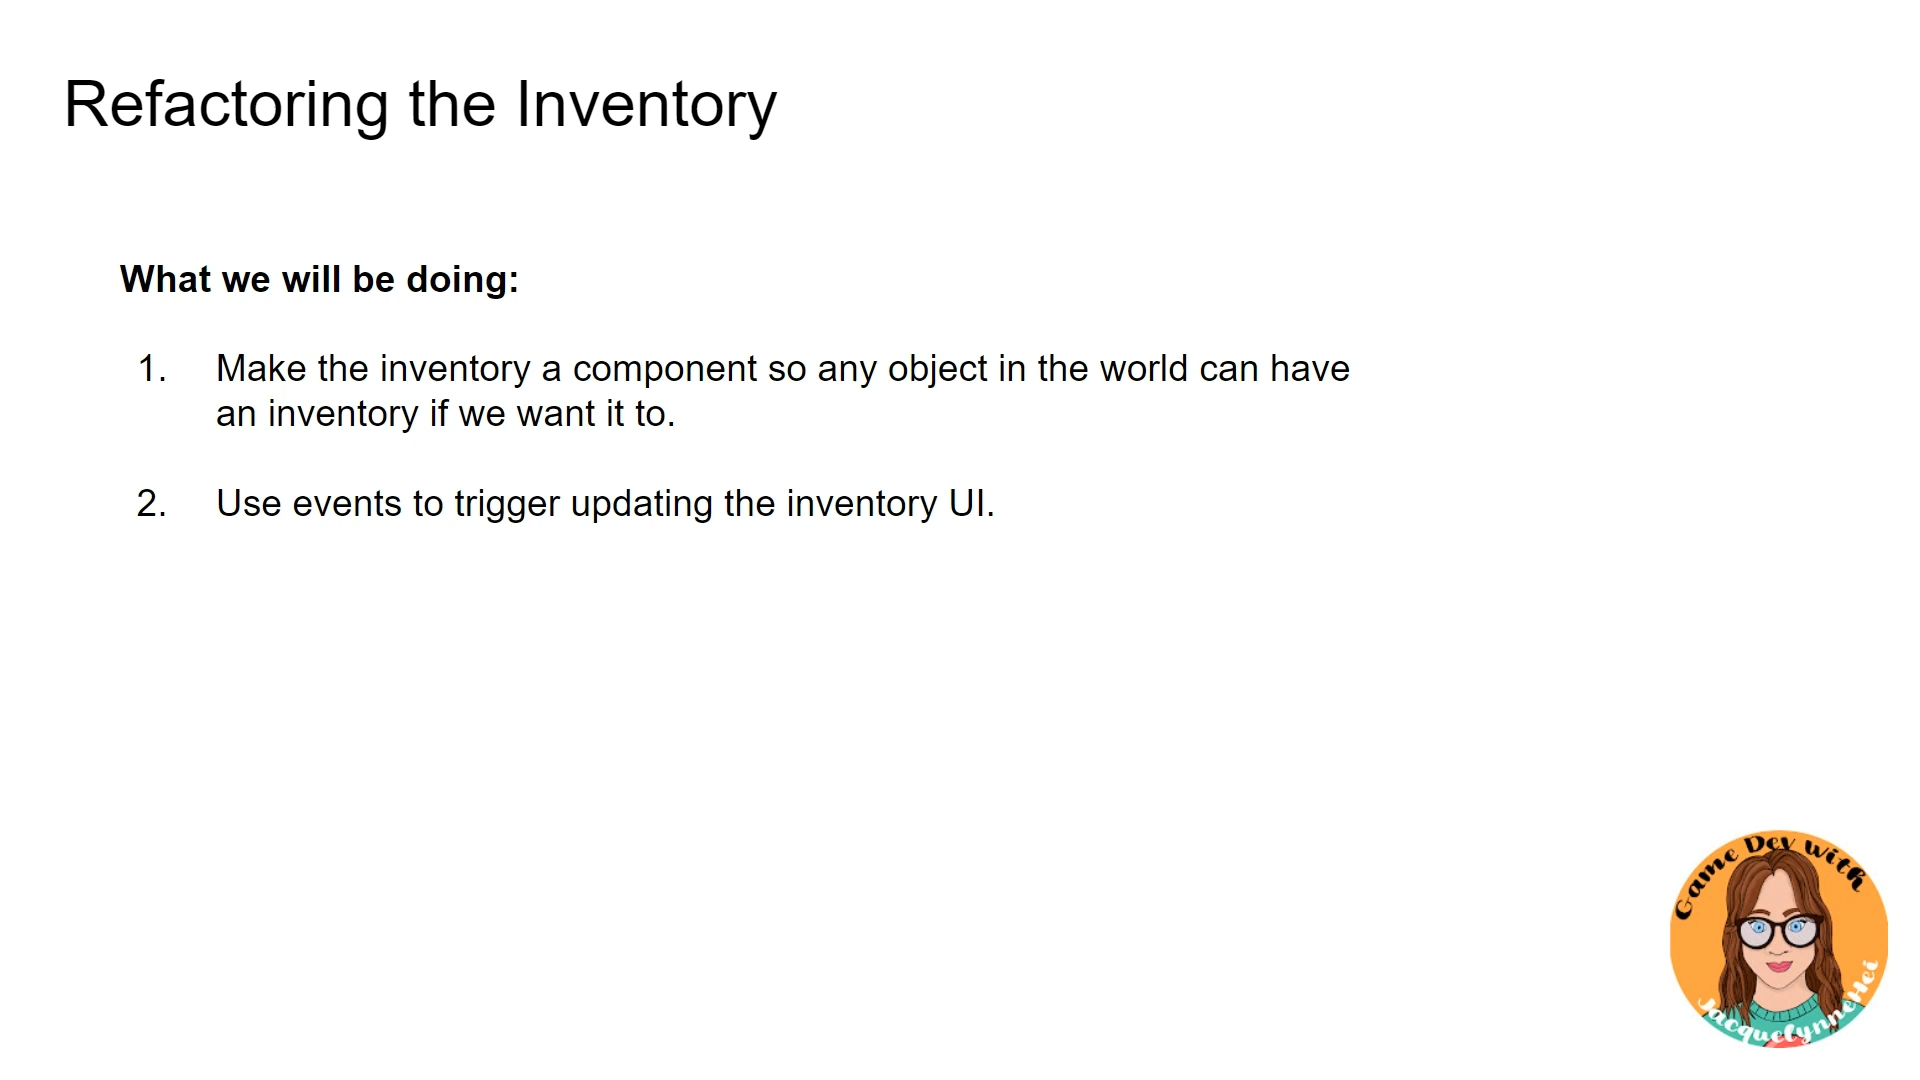 Refactoring the Inventory
What we will be doing:
1. Make the inventory a component so any object in the world can have
an inventory if we want it to.
2. Use events to trigger updating the inventory UI.
Game Dev with
JacquelynneHei